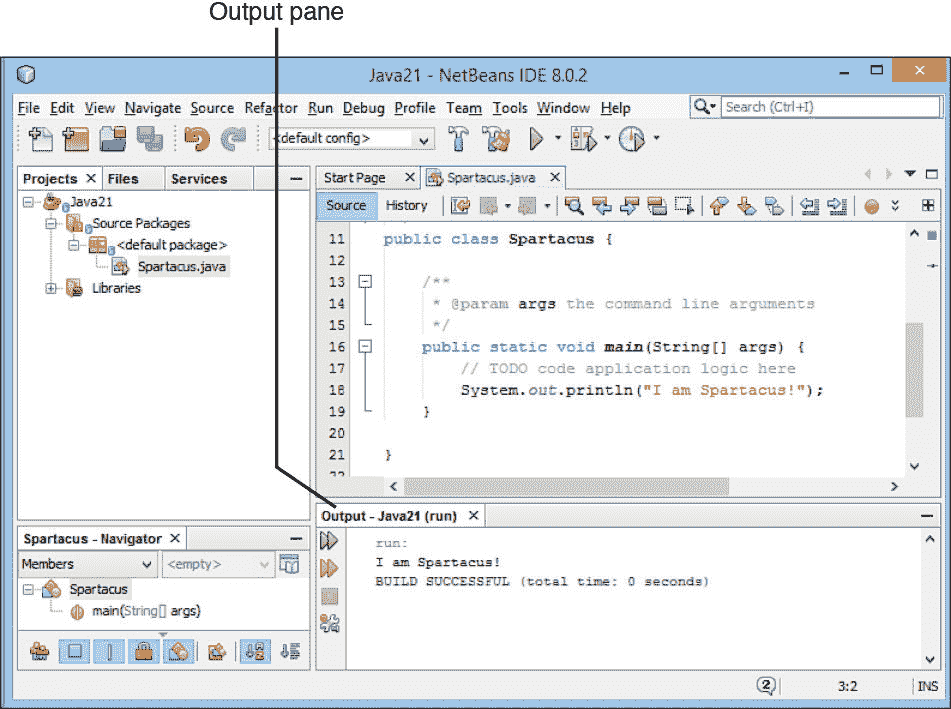 Output pane
Java21 - NetBeans IDE 8.0.2
File Edit View Navigate Source Refactor Run Debug Profile Team Tools Window Help
Search (Ctrl+I)
<default config>
Projects Files Services
Java21
Source Packages
<default package>
Spartacus.java
Libraries
Start Page Spartacus.java
Source History
11 public class Spartacus {
12
13 /**
14 * @param args the command line arguments
15 */
16 public static void main(String[] args) {
17 // TODO code application logic here
18 System.out.println("I am Spartacus!");
19 }
20
21 }
22
Spartacus - Navigator
Members <empty>
Spartacus
main(String[] args)
Output - Java21 (run)
run:
I am Spartacus!
BUILD SUCCESSFUL (total time: 0 seconds)
2 3:2 INS